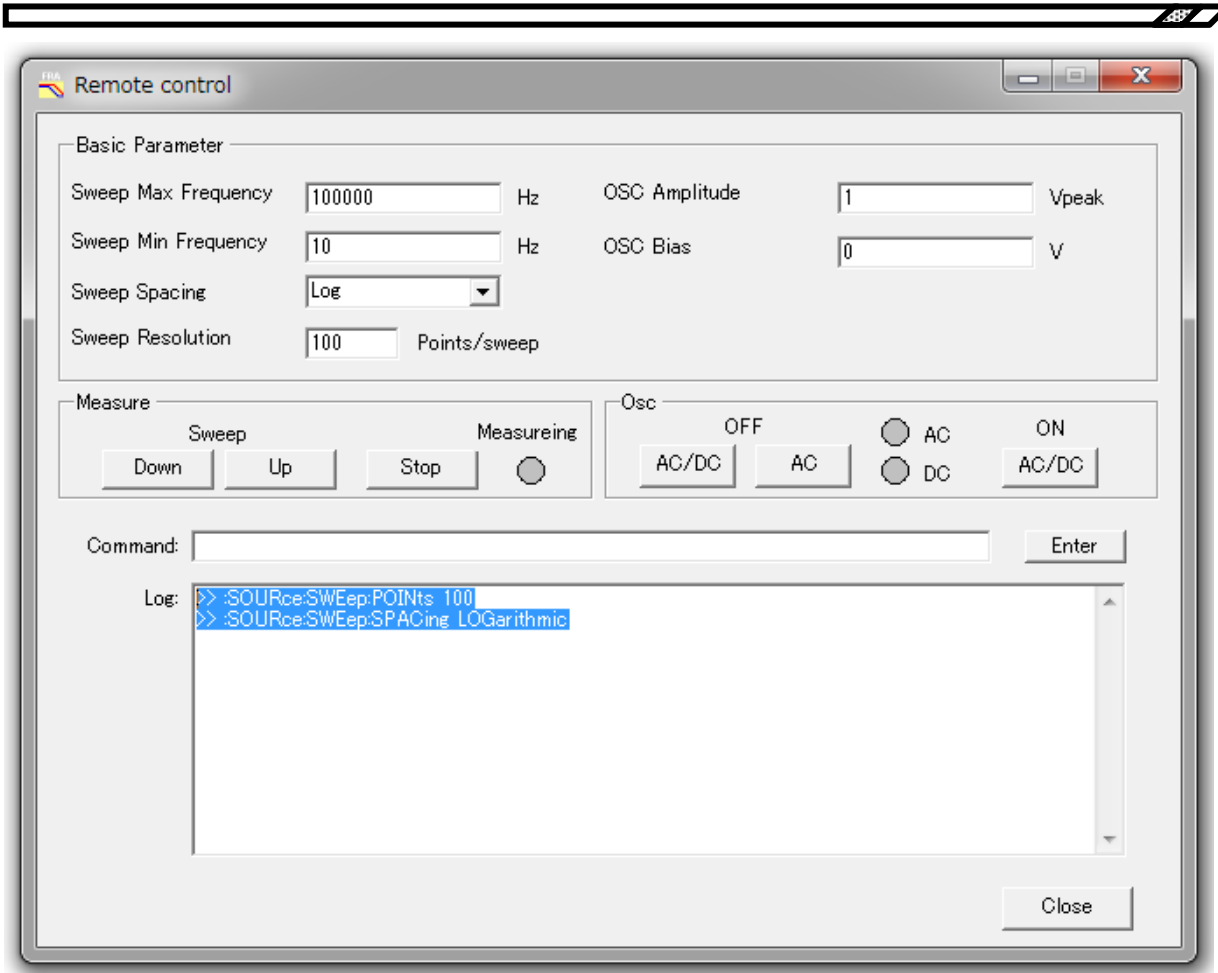 FRA
Remote control
Basic Parameter
Sweep Max Frequency 100000 Hz OSC Amplitude 1 Vpeak
Sweep Min Frequency 10 Hz OSC Bias 0 V
Sweep Spacing Log
Sweep Resolution 100 Points/sweep
Measure Osc
Sweep Measureing OFF AC ON
Down Up Stop AC/DC AC DC AC/DC
Command: Enter
Log: >> :SOURce:SWEep:POINts 100
>> :SOURce:SWEep:SPACing LOGarithmic
Close